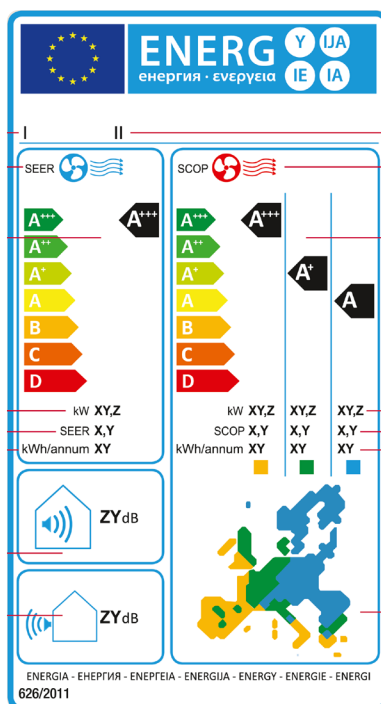 ENERG Y IJA
енергия · ενεργεια IE IA
I II
SEER
SCOP
A+++ A+++
A++
A+
A
B
C
D
A+++ A+++
A++
A+ A+
A A
B
C
D
kW XY,Z
SEER X,Y
kWh/annum XY
kW XY,Z XY,Z XY,Z
SCOP X,Y X,Y X,Y
kWh/annum XY XY XY
ZYdB
ZYdB
ENERGIA - ЕНЕРГИЯ - ΕΝΕΡΓΕΙΑ - ENERGIJA - ENERGY - ENERGIE - ENERGI
626/2011